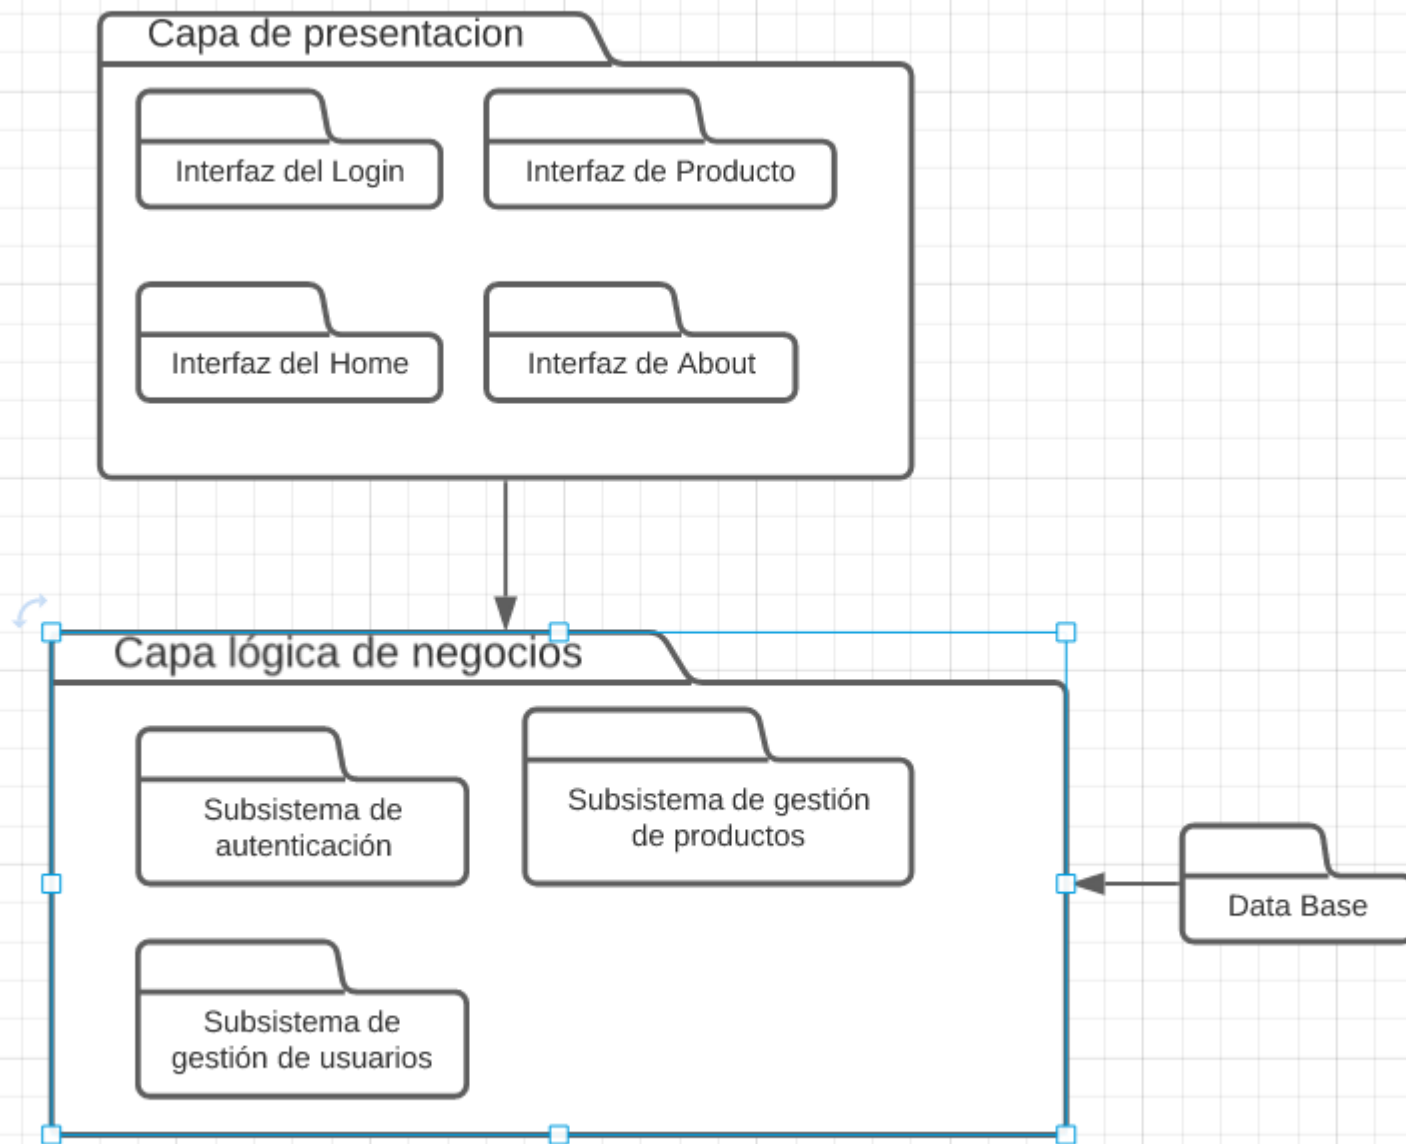 Capa de presentacion
Interfaz del Login
Interfaz de Producto
Interfaz del Home
Interfaz de About
Capa lógica de negocios
Subsistema de
autenticación
Subsistema de gestión
de productos
Data Base
Subsistema de
gestión de usuarios